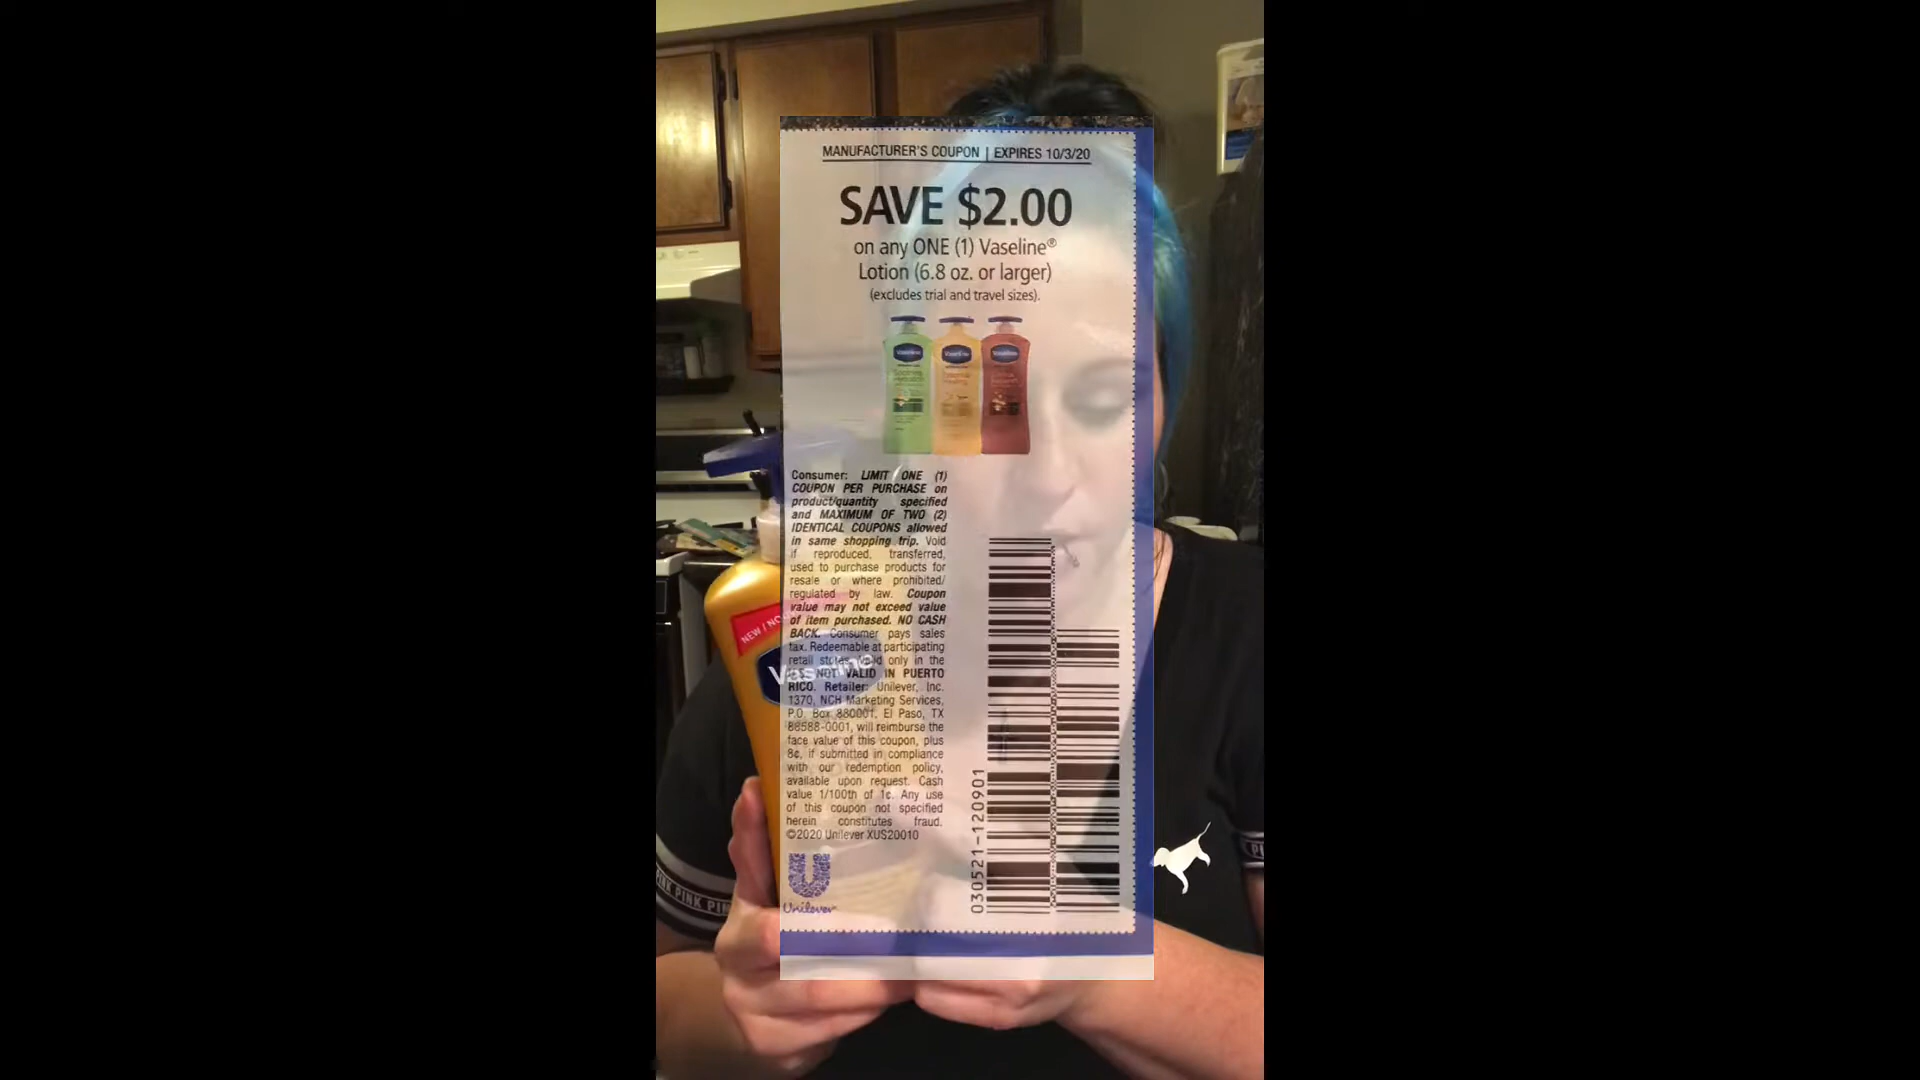 MANUFACTURER'S COUPON | EXPIRES 10/3/20
SAVE $2.00
on any ONE (1) Vaseline®
Lotion (6.8 oz. or larger)
(excludes trial and travel sizes).
Vaseline
Vaseline
Vaseline
Consumer: LIMIT ONE (1)
COUPON PER PURCHASE on
product/quantity specified
and MAXIMUM OF TWO (2)
IDENTICAL COUPONS allowed
in same shopping trip. Void
if reproduced, transferred,
used to purchase products for
resale or where prohibited/
regulated by law. Coupon
value may not exceed value
of item purchased. NO CASH
BACK. Consumer pays sales
tax. Redeemable at participating
retail stores. Valid only in the
NOT VALID IN PUERTO
RICO. Retailer: Unilever, Inc.
1370, NCH Marketing Services,
P.O. Box 880001, El Paso, TX
88588-0001, will reimburse the
face value of this coupon, plus
8¢, if submitted in compliance
with our redemption policy,
available upon request. Cash
value 1/100th of 1¢. Any use
of this coupon not specified
herein constitutes fraud.
©2020 Unilever XUS20010
Unilever
030521-120901
NEW /
Vaseline
PINK PINK